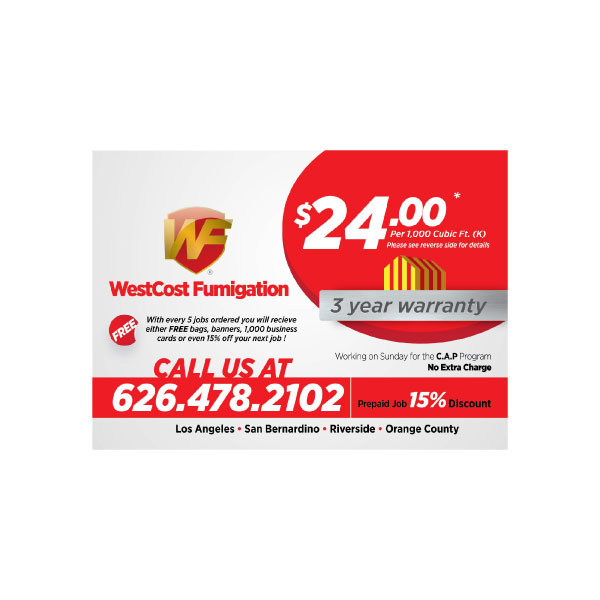 $24.00*
Per 1,000 Cubic Ft. (K)
Please see reverse side for details
WF
®
WestCost Fumigation
3 year warranty
FREE
With every 5 jobs ordered you will recieve
either FREE bags, banners, 1,000 business
cards or even 15% off your next job !
Working on Sunday for the C.A.P Program
No Extra Charge
CALL US AT
626.478.2102
Prepaid Job 15% Discount
Los Angeles • San Bernardino • Riverside • Orange County